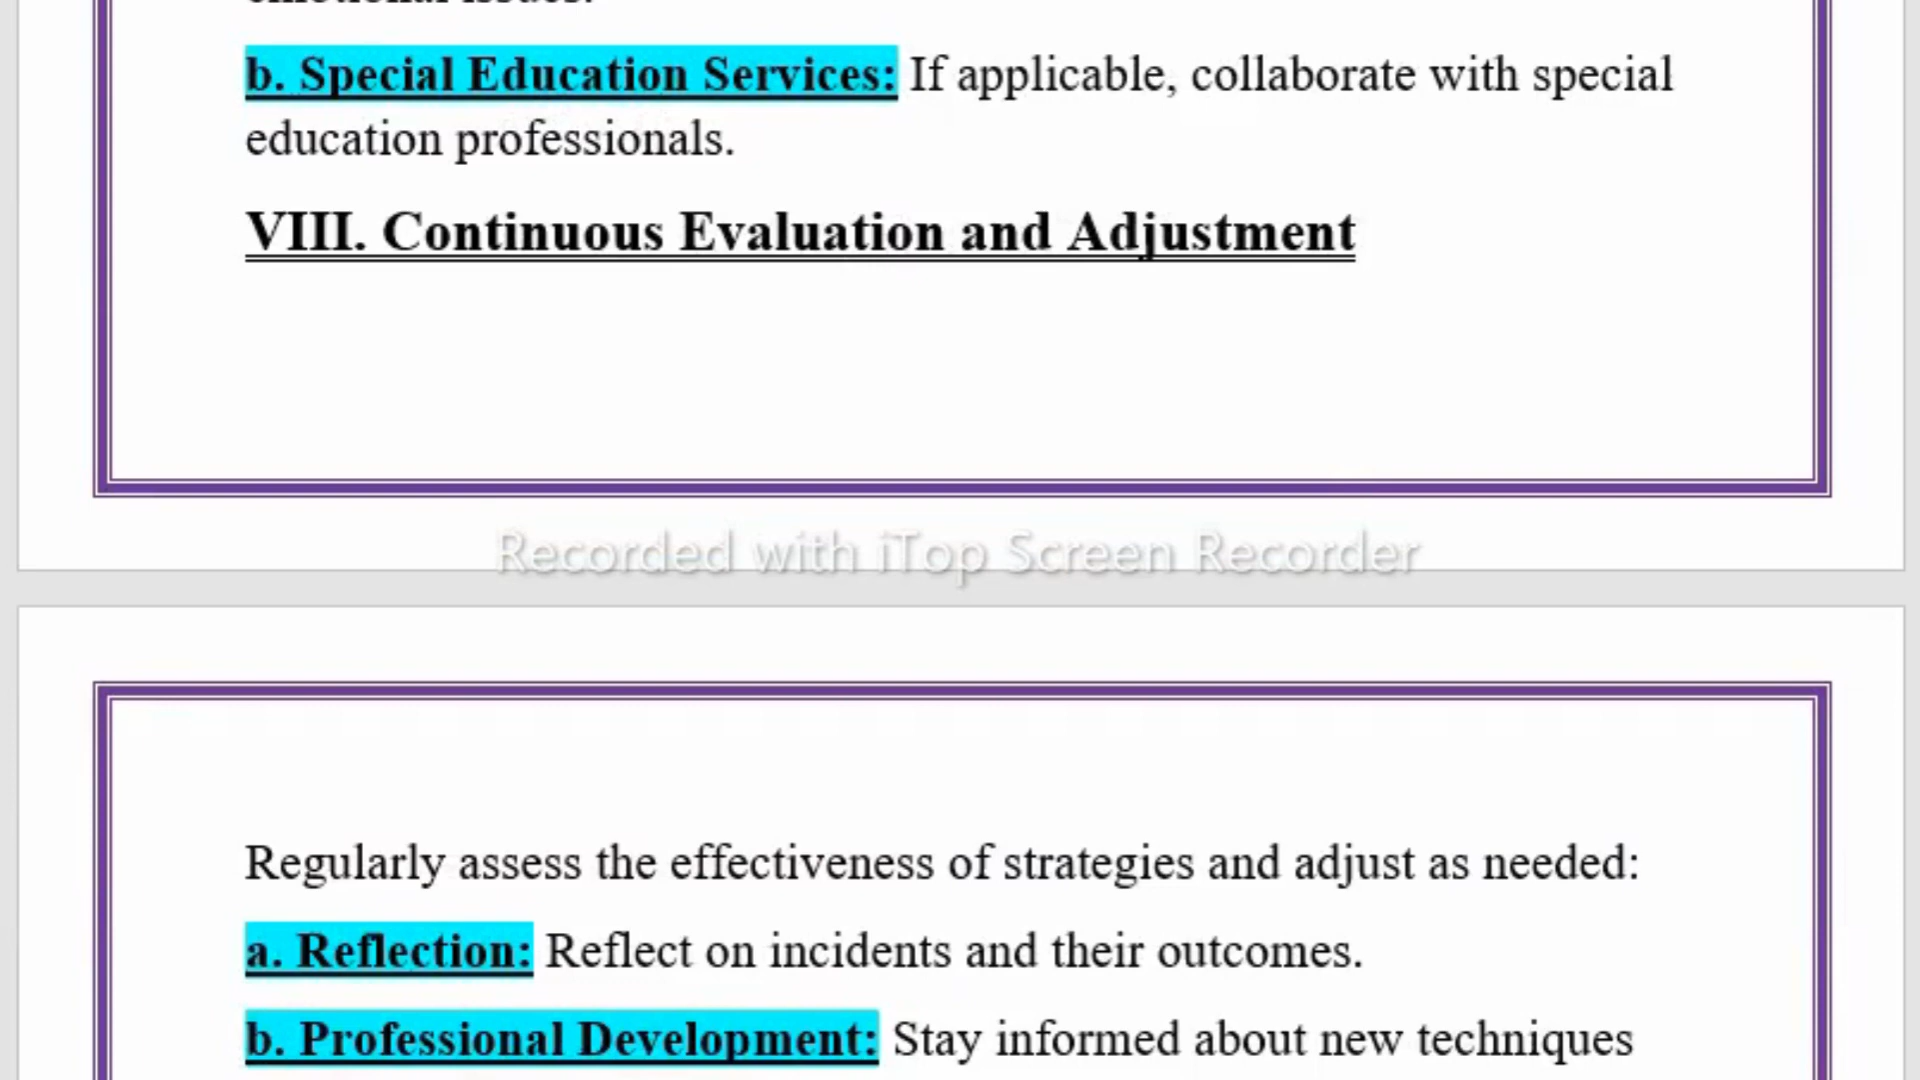 emotional issues.
b. Special Education Services: If applicable, collaborate with special
education professionals.
VIII. Continuous Evaluation and Adjustment
Recorded with iTop Screen Recorder
Regularly assess the effectiveness of strategies and adjust as needed:
a. Reflection: Reflect on incidents and their outcomes.
b. Professional Development: Stay informed about new techniques